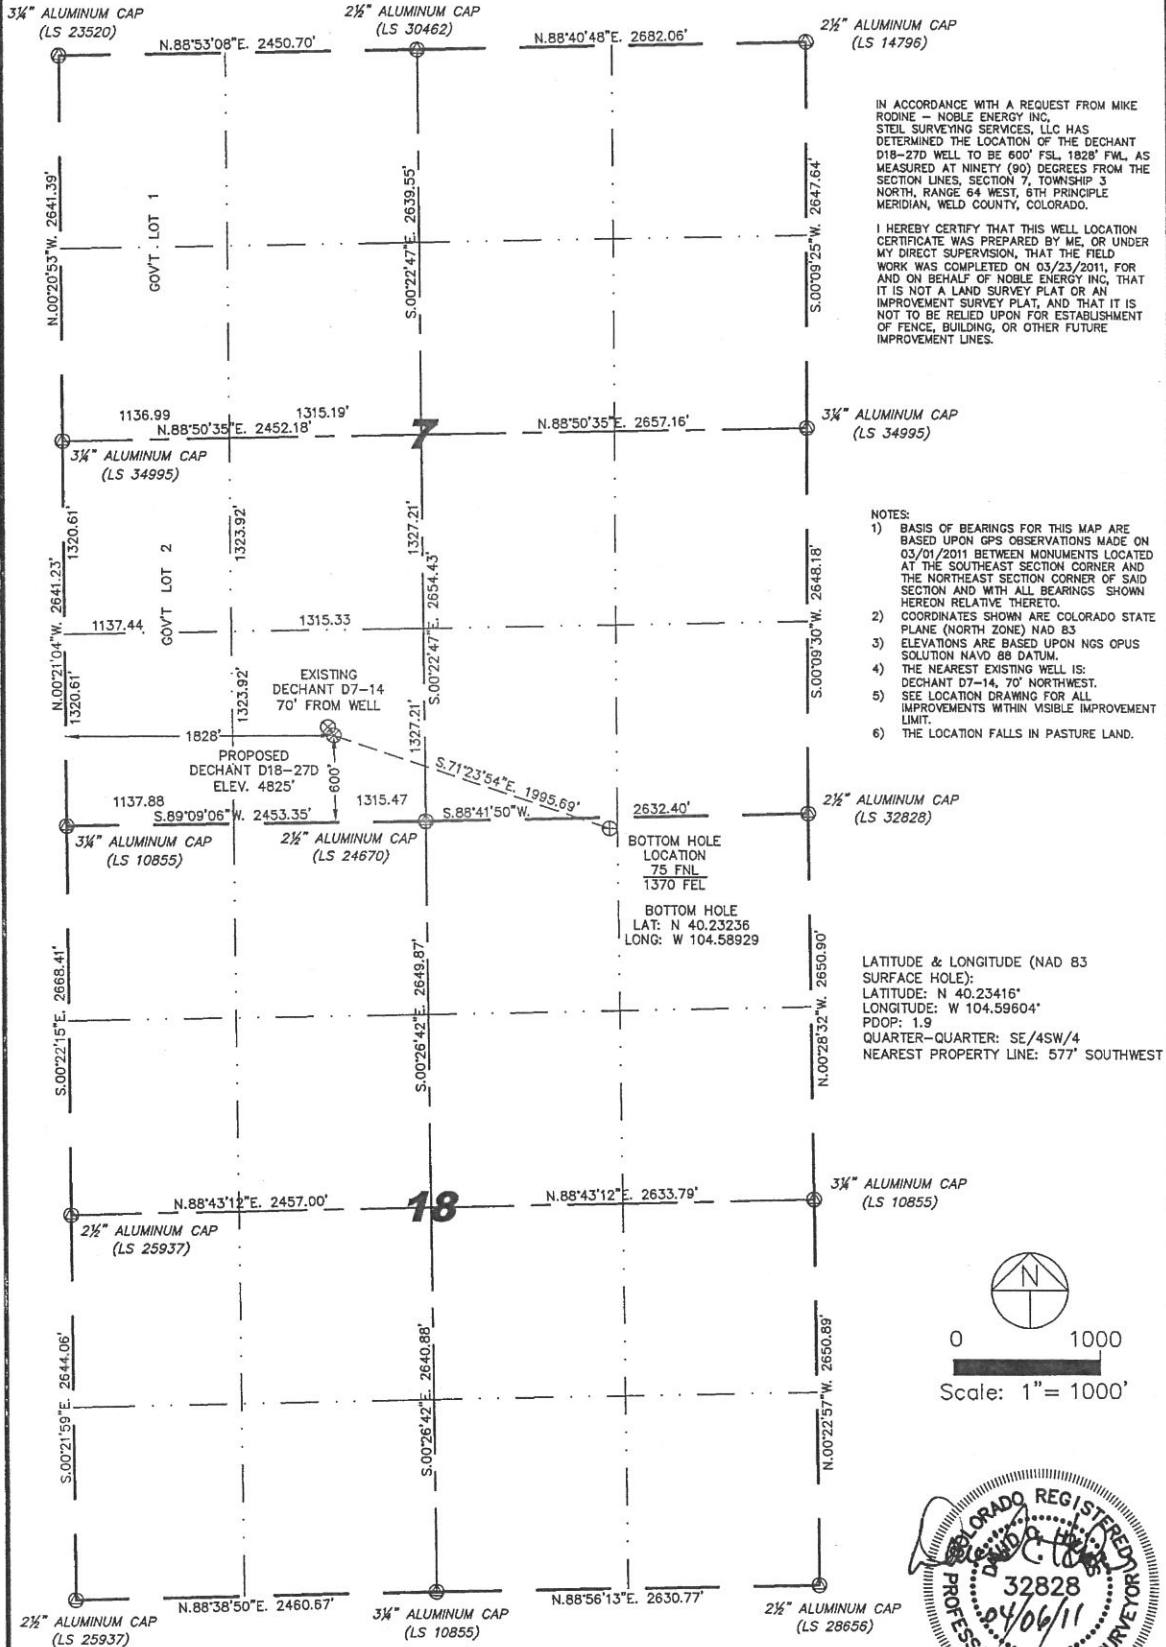 3¼" ALUMINUM CAP
(LS 23520)
2½" ALUMINUM CAP
(LS 30462)
2½" ALUMINUM CAP
(LS 14796)
N.88°53'08"E. 2450.70'
N.88°40'48"E. 2682.06'
IN ACCORDANCE WITH A REQUEST FROM MIKE
RODINE – NOBLE ENERGY INC,
STEIL SURVEYING SERVICES, LLC HAS
DETERMINED THE LOCATION OF THE DECHANT
D18-27D WELL TO BE 600' FSL, 1828' FWL, AS
MEASURED AT NINETY (90) DEGREES FROM THE
SECTION LINES, SECTION 7, TOWNSHIP 3
NORTH, RANGE 64 WEST, 6TH PRINCIPLE
MERIDIAN, WELD COUNTY, COLORADO.
I HEREBY CERTIFY THAT THIS WELL LOCATION
CERTIFICATE WAS PREPARED BY ME, OR UNDER
MY DIRECT SUPERVISION, THAT THE FIELD
WORK WAS COMPLETED ON 03/23/2011, FOR
AND ON BEHALF OF NOBLE ENERGY INC, THAT
IT IS NOT A LAND SURVEY PLAT OR AN
IMPROVEMENT SURVEY PLAT, AND THAT IT IS
NOT TO BE RELIED UPON FOR ESTABLISHMENT
OF FENCE, BUILDING, OR OTHER FUTURE
IMPROVEMENT LINES.
N.00°20'53"W. 2641.39'
GOV'T LOT 1
S.00°22'47"E. 2639.55'
S.00°09'25"W. 2647.64'
1136.99
1315.19'
N.88°50'35"E. 2452.18'
7
N.88°50'35"E. 2657.16'
3¼" ALUMINUM CAP
(LS 34995)
3¼" ALUMINUM CAP
(LS 34995)
1320.61'
N.00°21'04"W. 2641.23'
1320.61'
GOV'T LOT 2
1323.92'
1323.92'
1327.21'
S.00°22'47"E. 2654.43'
1327.21'
S.00°09'30"W. 2648.18'
1137.44
1315.33
NOTES:
1) BASIS OF BEARINGS FOR THIS MAP ARE
BASED UPON GPS OBSERVATIONS MADE ON
03/01/2011 BETWEEN MONUMENTS LOCATED
AT THE SOUTHEAST SECTION CORNER AND
THE NORTHEAST SECTION CORNER OF SAID
SECTION AND WITH ALL BEARINGS SHOWN
HEREON RELATIVE THERETO.
2) COORDINATES SHOWN ARE COLORADO STATE
PLANE (NORTH ZONE) NAD 83
3) ELEVATIONS ARE BASED UPON NGS OPUS
SOLUTION NAVD 88 DATUM.
4) THE NEAREST EXISTING WELL IS:
DECHANT D7-14, 70' NORTHWEST.
5) SEE LOCATION DRAWING FOR ALL
IMPROVEMENTS WITHIN VISIBLE IMPROVEMENT
LIMIT.
6) THE LOCATION FALLS IN PASTURE LAND.
EXISTING
DECHANT D7-14
70' FROM WELL
1828'
PROPOSED
DECHANT D18-27D
ELEV. 4825'
600'
S.71°23'54"E. 1995.69'
1137.88
1315.47
S.89°09'06"W. 2453.35'
S.88°41'50"W.
2632.40'
3¼" ALUMINUM CAP
(LS 10855)
2½" ALUMINUM CAP
(LS 24670)
2½" ALUMINUM CAP
(LS 32828)
BOTTOM HOLE
LOCATION
75 FNL
1370 FEL
BOTTOM HOLE
LAT: N 40.23236
LONG: W 104.58929
S.00°22'15"E. 2668.41'
S.00°26'42"E. 2649.87'
N.00°28'32"W. 2650.90'
LATITUDE & LONGITUDE (NAD 83
SURFACE HOLE):
LATITUDE: N 40.23416°
LONGITUDE: W 104.59604°
PDOP: 1.9
QUARTER-QUARTER: SE/4SW/4
NEAREST PROPERTY LINE: 577' SOUTHWEST
N.88°43'12"E. 2457.00'
18
N.88°43'12"E. 2633.79'
3¼" ALUMINUM CAP
(LS 10855)
2½" ALUMINUM CAP
(LS 25937)
S.00°21'59"E. 2644.06'
S.00°26'42"E. 2640.88'
N.00°22'57"W. 2650.89'
N
0 1000
Scale: 1"= 1000'
N.88°38'50"E. 2460.67'
N.88°56'13"E. 2630.77'
2½" ALUMINUM CAP
(LS 25937)
3¼" ALUMINUM CAP
(LS 10855)
2½" ALUMINUM CAP
(LS 28656)
COLORADO REGISTERED
32828
04/06/11